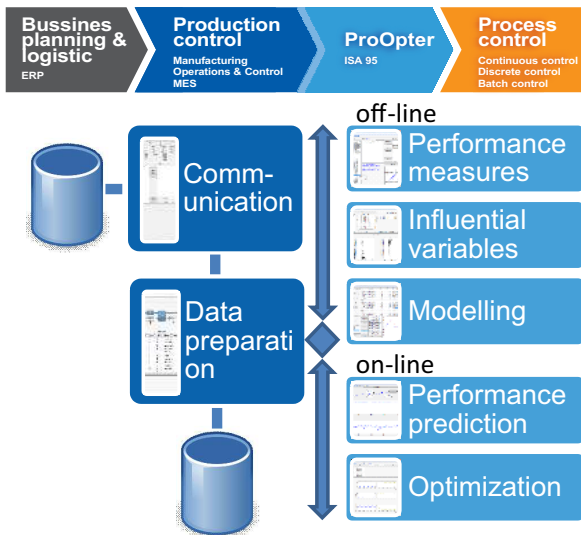 Bussines
planning &
logistic
ERP
Production
control
Manufacturing
Operations & Control
MES
ProOpter
ISA 95
Process
control
Continuous control
Discrete control
Batch control
Comm-
unication
Data
preparati
on
off-line
Performance
measures
Influential
variables
Modelling
on-line
Performance
prediction
Optimization